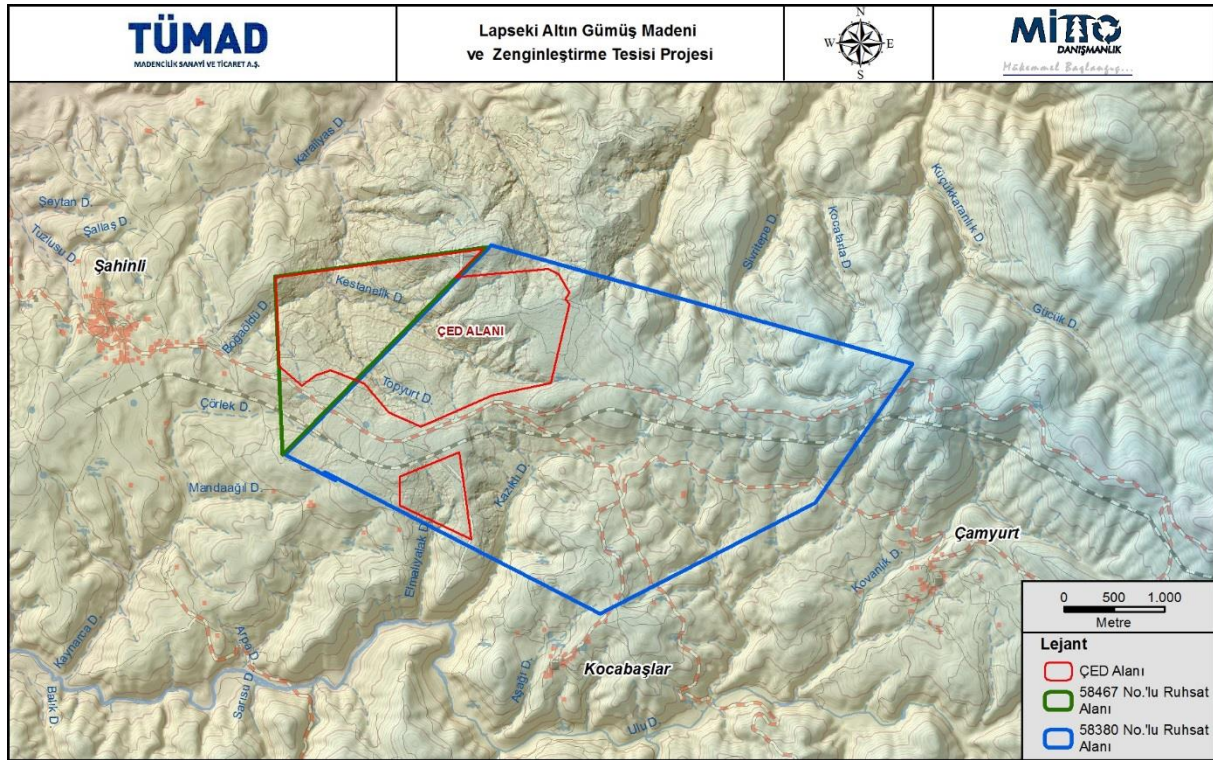 TÜMAD
MADENCİLİK SANAYİ VE TİCARET A.Ş.
Lapseki Altın Gümüş Madeni
ve Zenginleştirme Tesisi Projesi
N
W
E
S
MİTTO
DANIŞMANLIK
Mükemmel Başlangıç...
Karailyas D.
Şeytan D.
Şallaş D.
Tuzlusu D.
Şahinli
Boğaöldü D.
Kestanelik D.
ÇED ALANI
Sivritepe D.
Kocatarla D.
Küçükkaranlık D.
Gücük D.
Topyurt D.
Çörlek D.
Mandaağıl D.
Kazıklı D.
Elmalıyatak D.
Çamyurt
Kovanlık D.
Kaynarca D.
Arpa D.
Balık D.
Sarısu D.
Aşağı D.
Kocabaşlar
Ulu D.
0 500 1.000
Metre
Lejant
ÇED Alanı
58467 No.'lu Ruhsat
Alanı
58380 No.'lu Ruhsat
Alanı